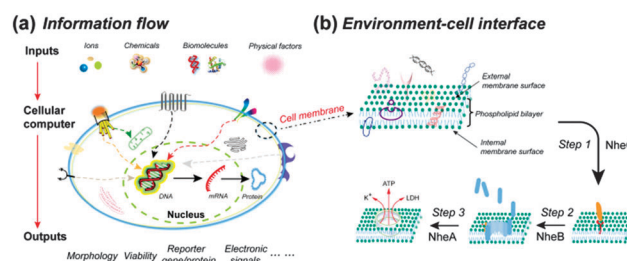 (a) Information flow
Inputs
Ions
Chemicals
Biomolecules
Physical factors
Cellular
computer
Cell membrane
DNA
mRNA
Protein
Nucleus
Outputs
Morphology
Viability
Reporter
gene/protein
Electronic
signals
... ...
(b) Environment-cell interface
External
membrane surface
Phospholipid bilayer
Internal
membrane surface
Step 1
ATP
K+
LDH
Step 3
NheA
Step 2
NheB